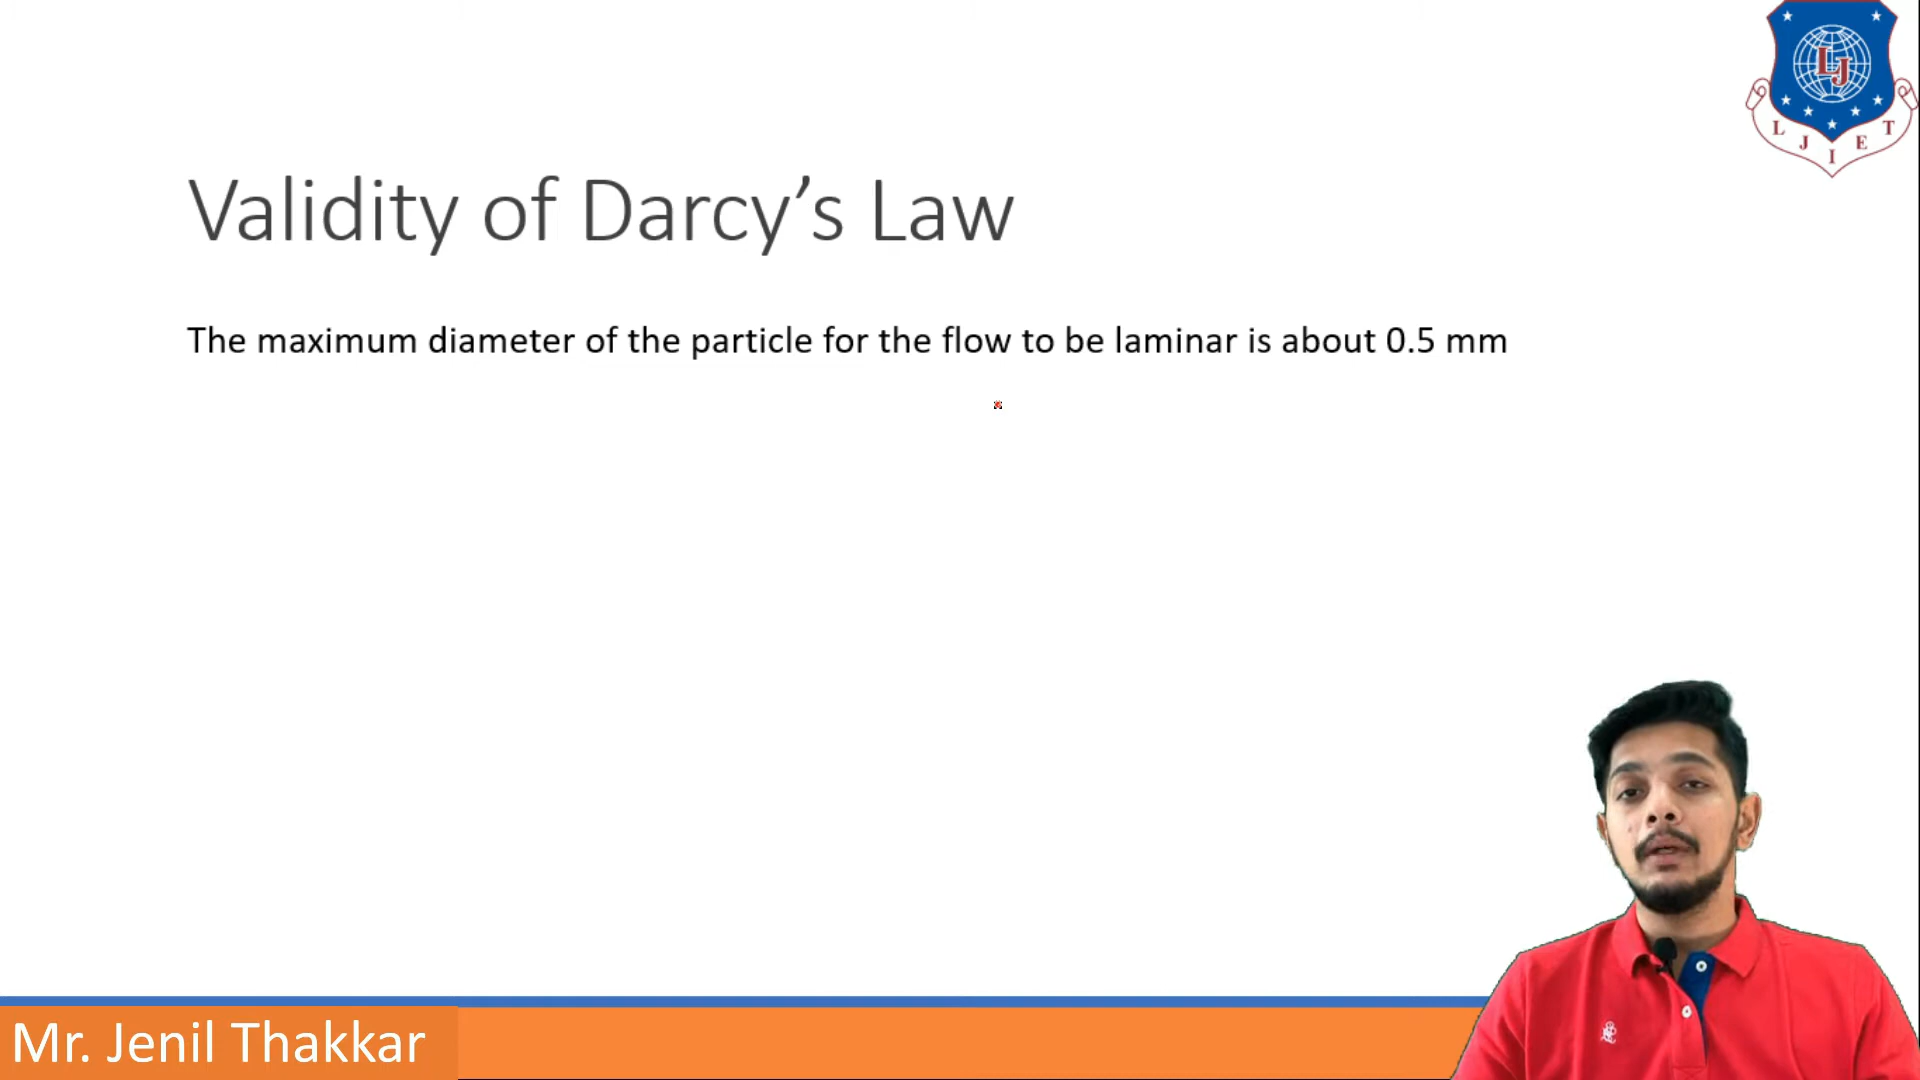 LJ
L J I E T
Validity of Darcy’s Law
The maximum diameter of the particle for the flow to be laminar is about 0.5 mm
Mr. Jenil Thakkar